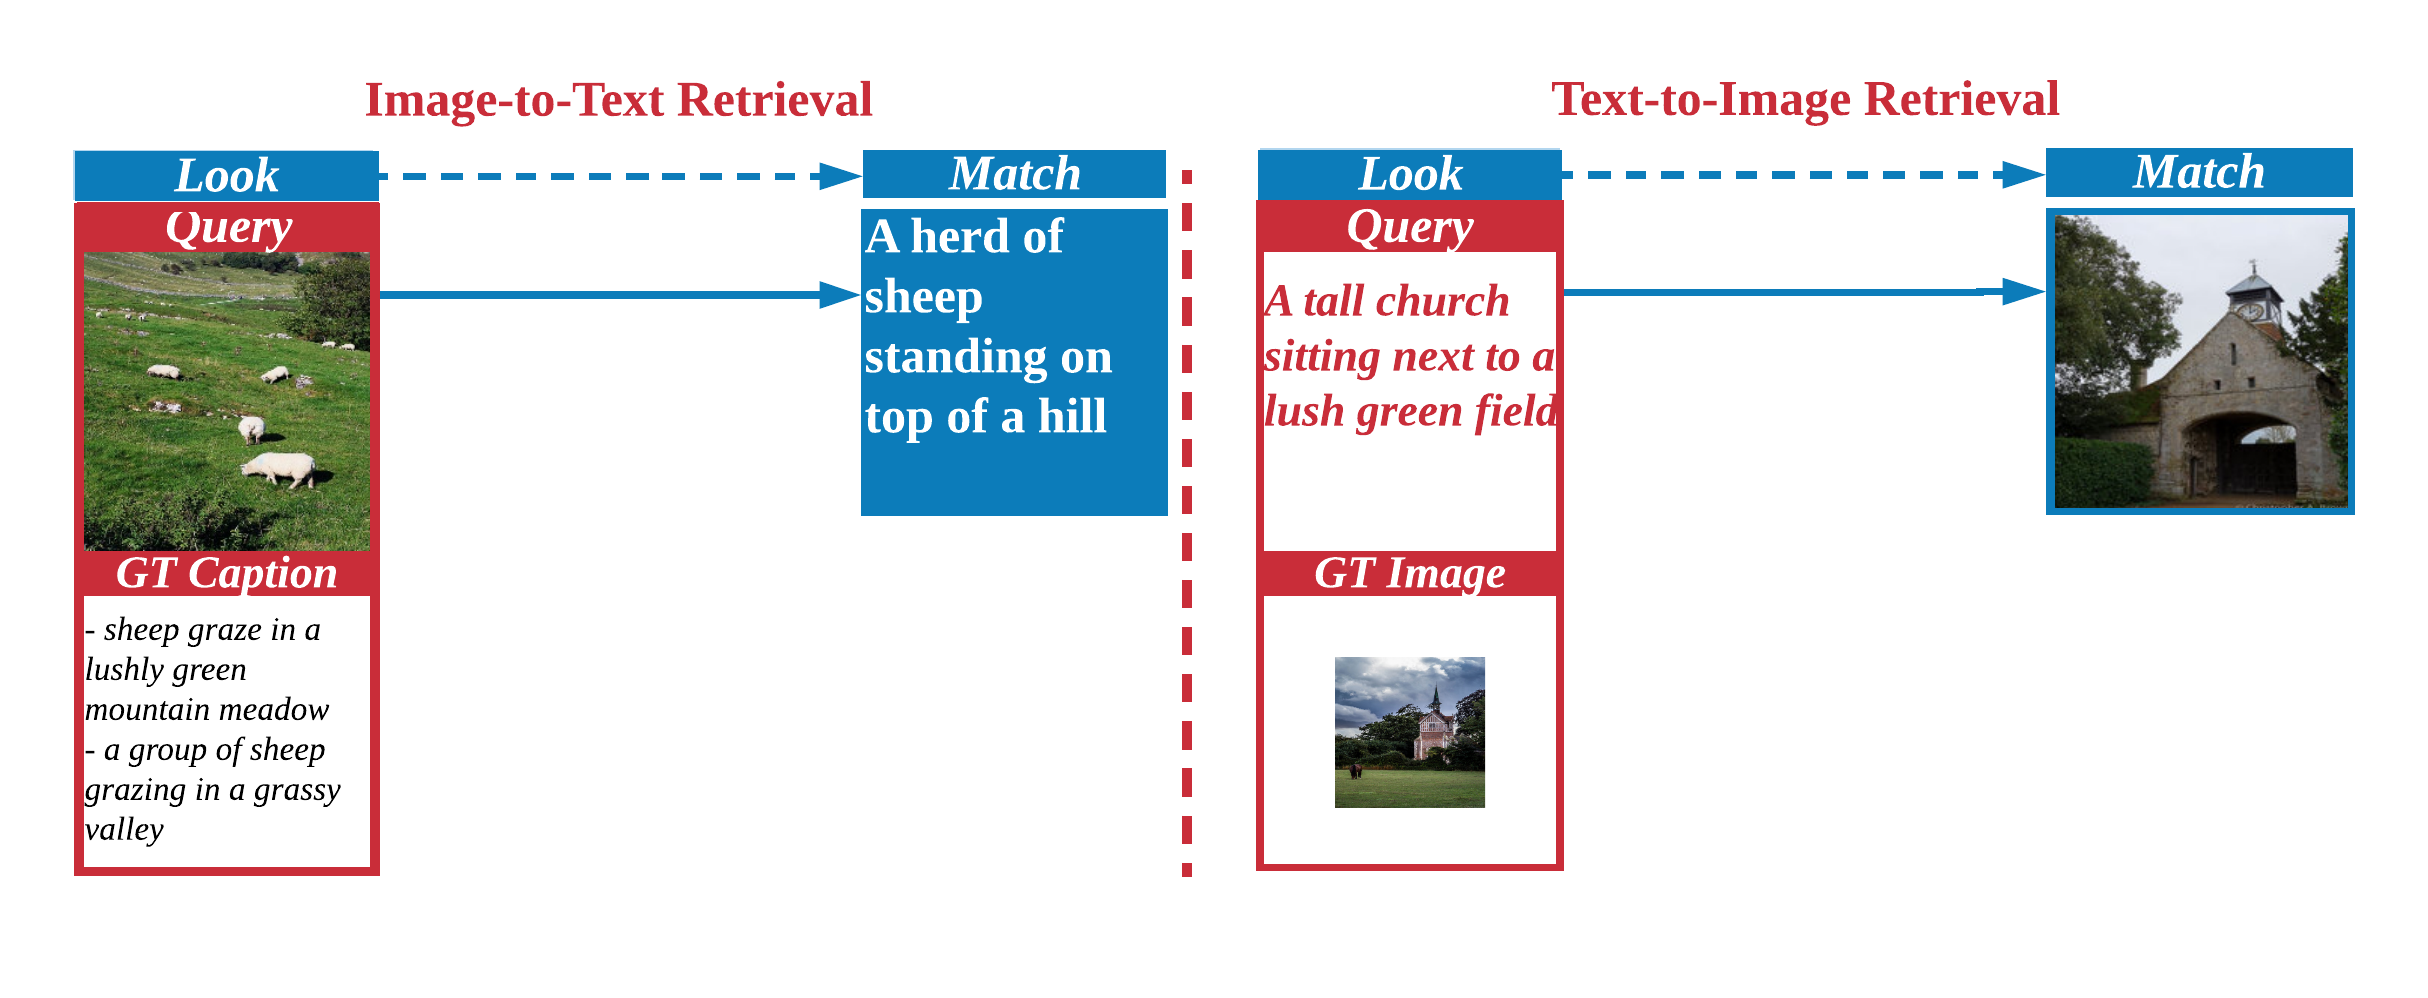 Image-to-Text Retrieval
Look
Match
Query
A herd of
sheep
standing on
top of a hill
GT Caption
- sheep graze in a
lushly green
mountain meadow
- a group of sheep
grazing in a grassy
valley
Text-to-Image Retrieval
Look
Match
Query
A tall church
sitting next to a
lush green field
GT Image